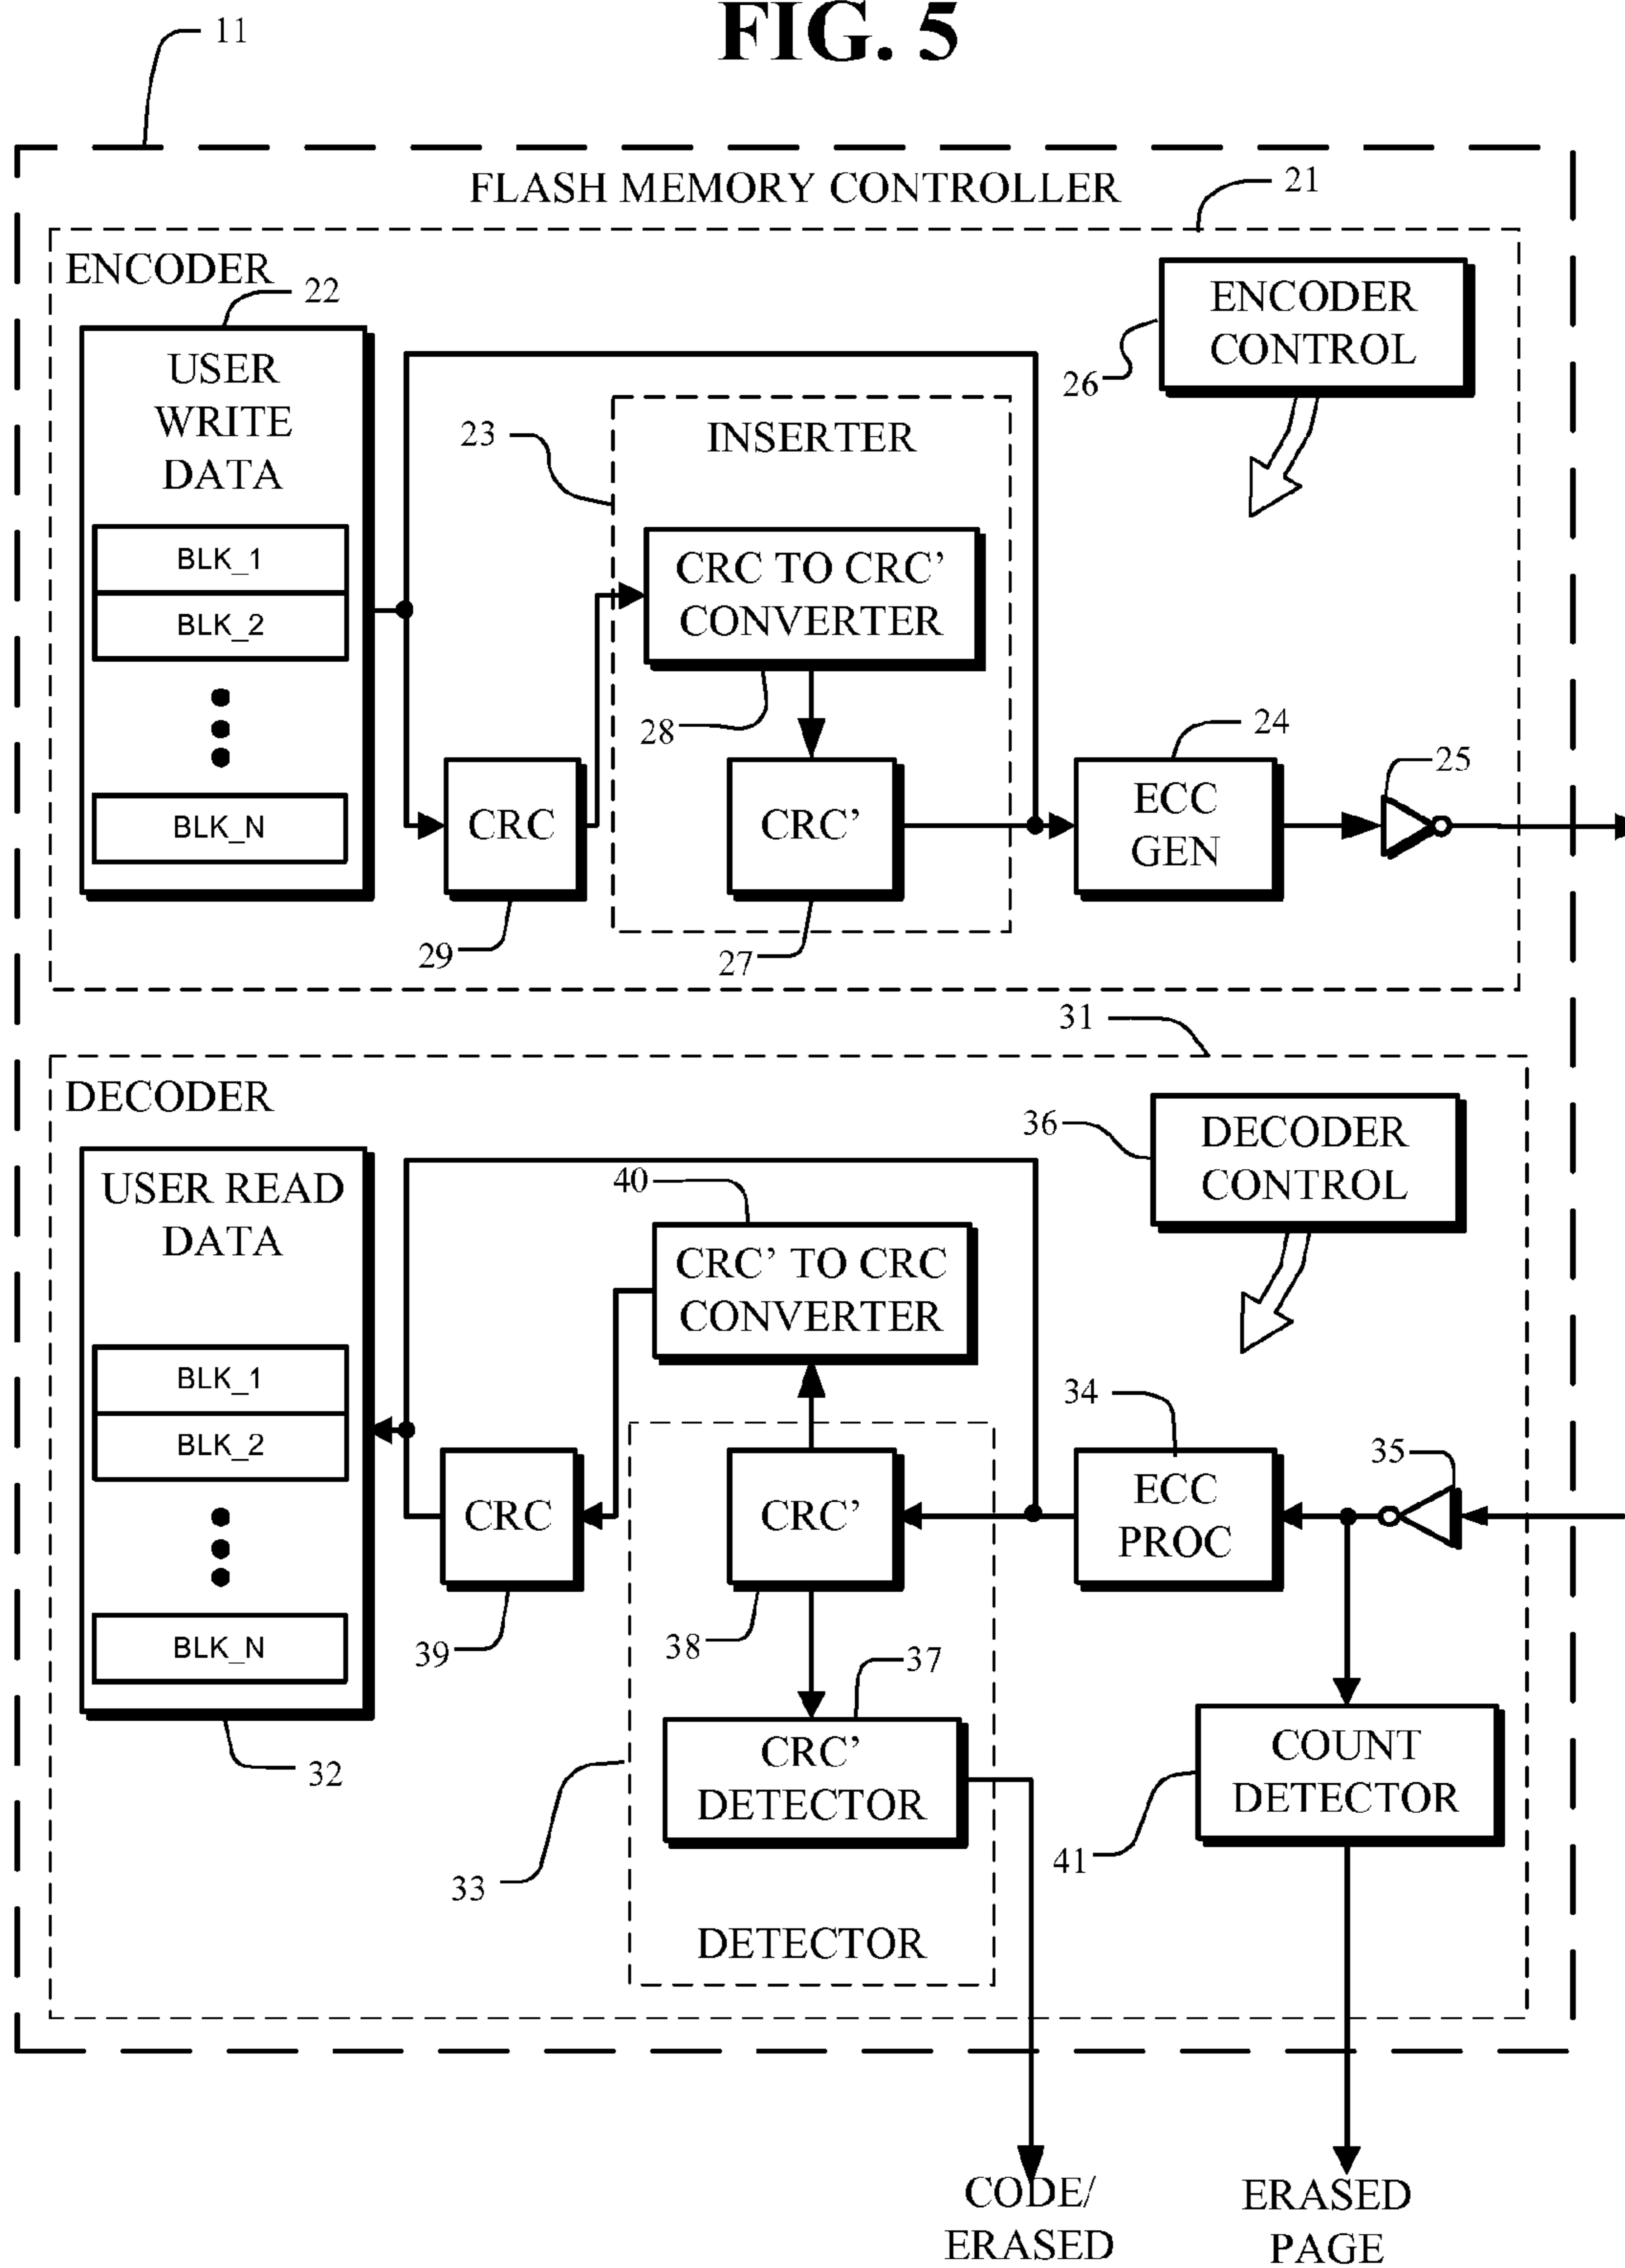 FIG. 5
11
FLASH MEMORY CONTROLLER
21
ENCODER
22
USER
WRITE
DATA
BLK_1
BLK_2
BLK_N
ENCODER
CONTROL
26
23
INSERTER
CRC TO CRC’
CONVERTER
28
24
25
CRC
CRC’
ECC
GEN
29
27
31
DECODER
36
DECODER
CONTROL
USER READ
DATA
40
CRC’ TO CRC
CONVERTER
BLK_1
BLK_2
BLK_N
34
35
CRC
CRC’
ECC
PROC
39
38
37
32
CRC’
DETECTOR
COUNT
DETECTOR
33
41
DETECTOR
CODE/
ERASED
ERASED
PAGE